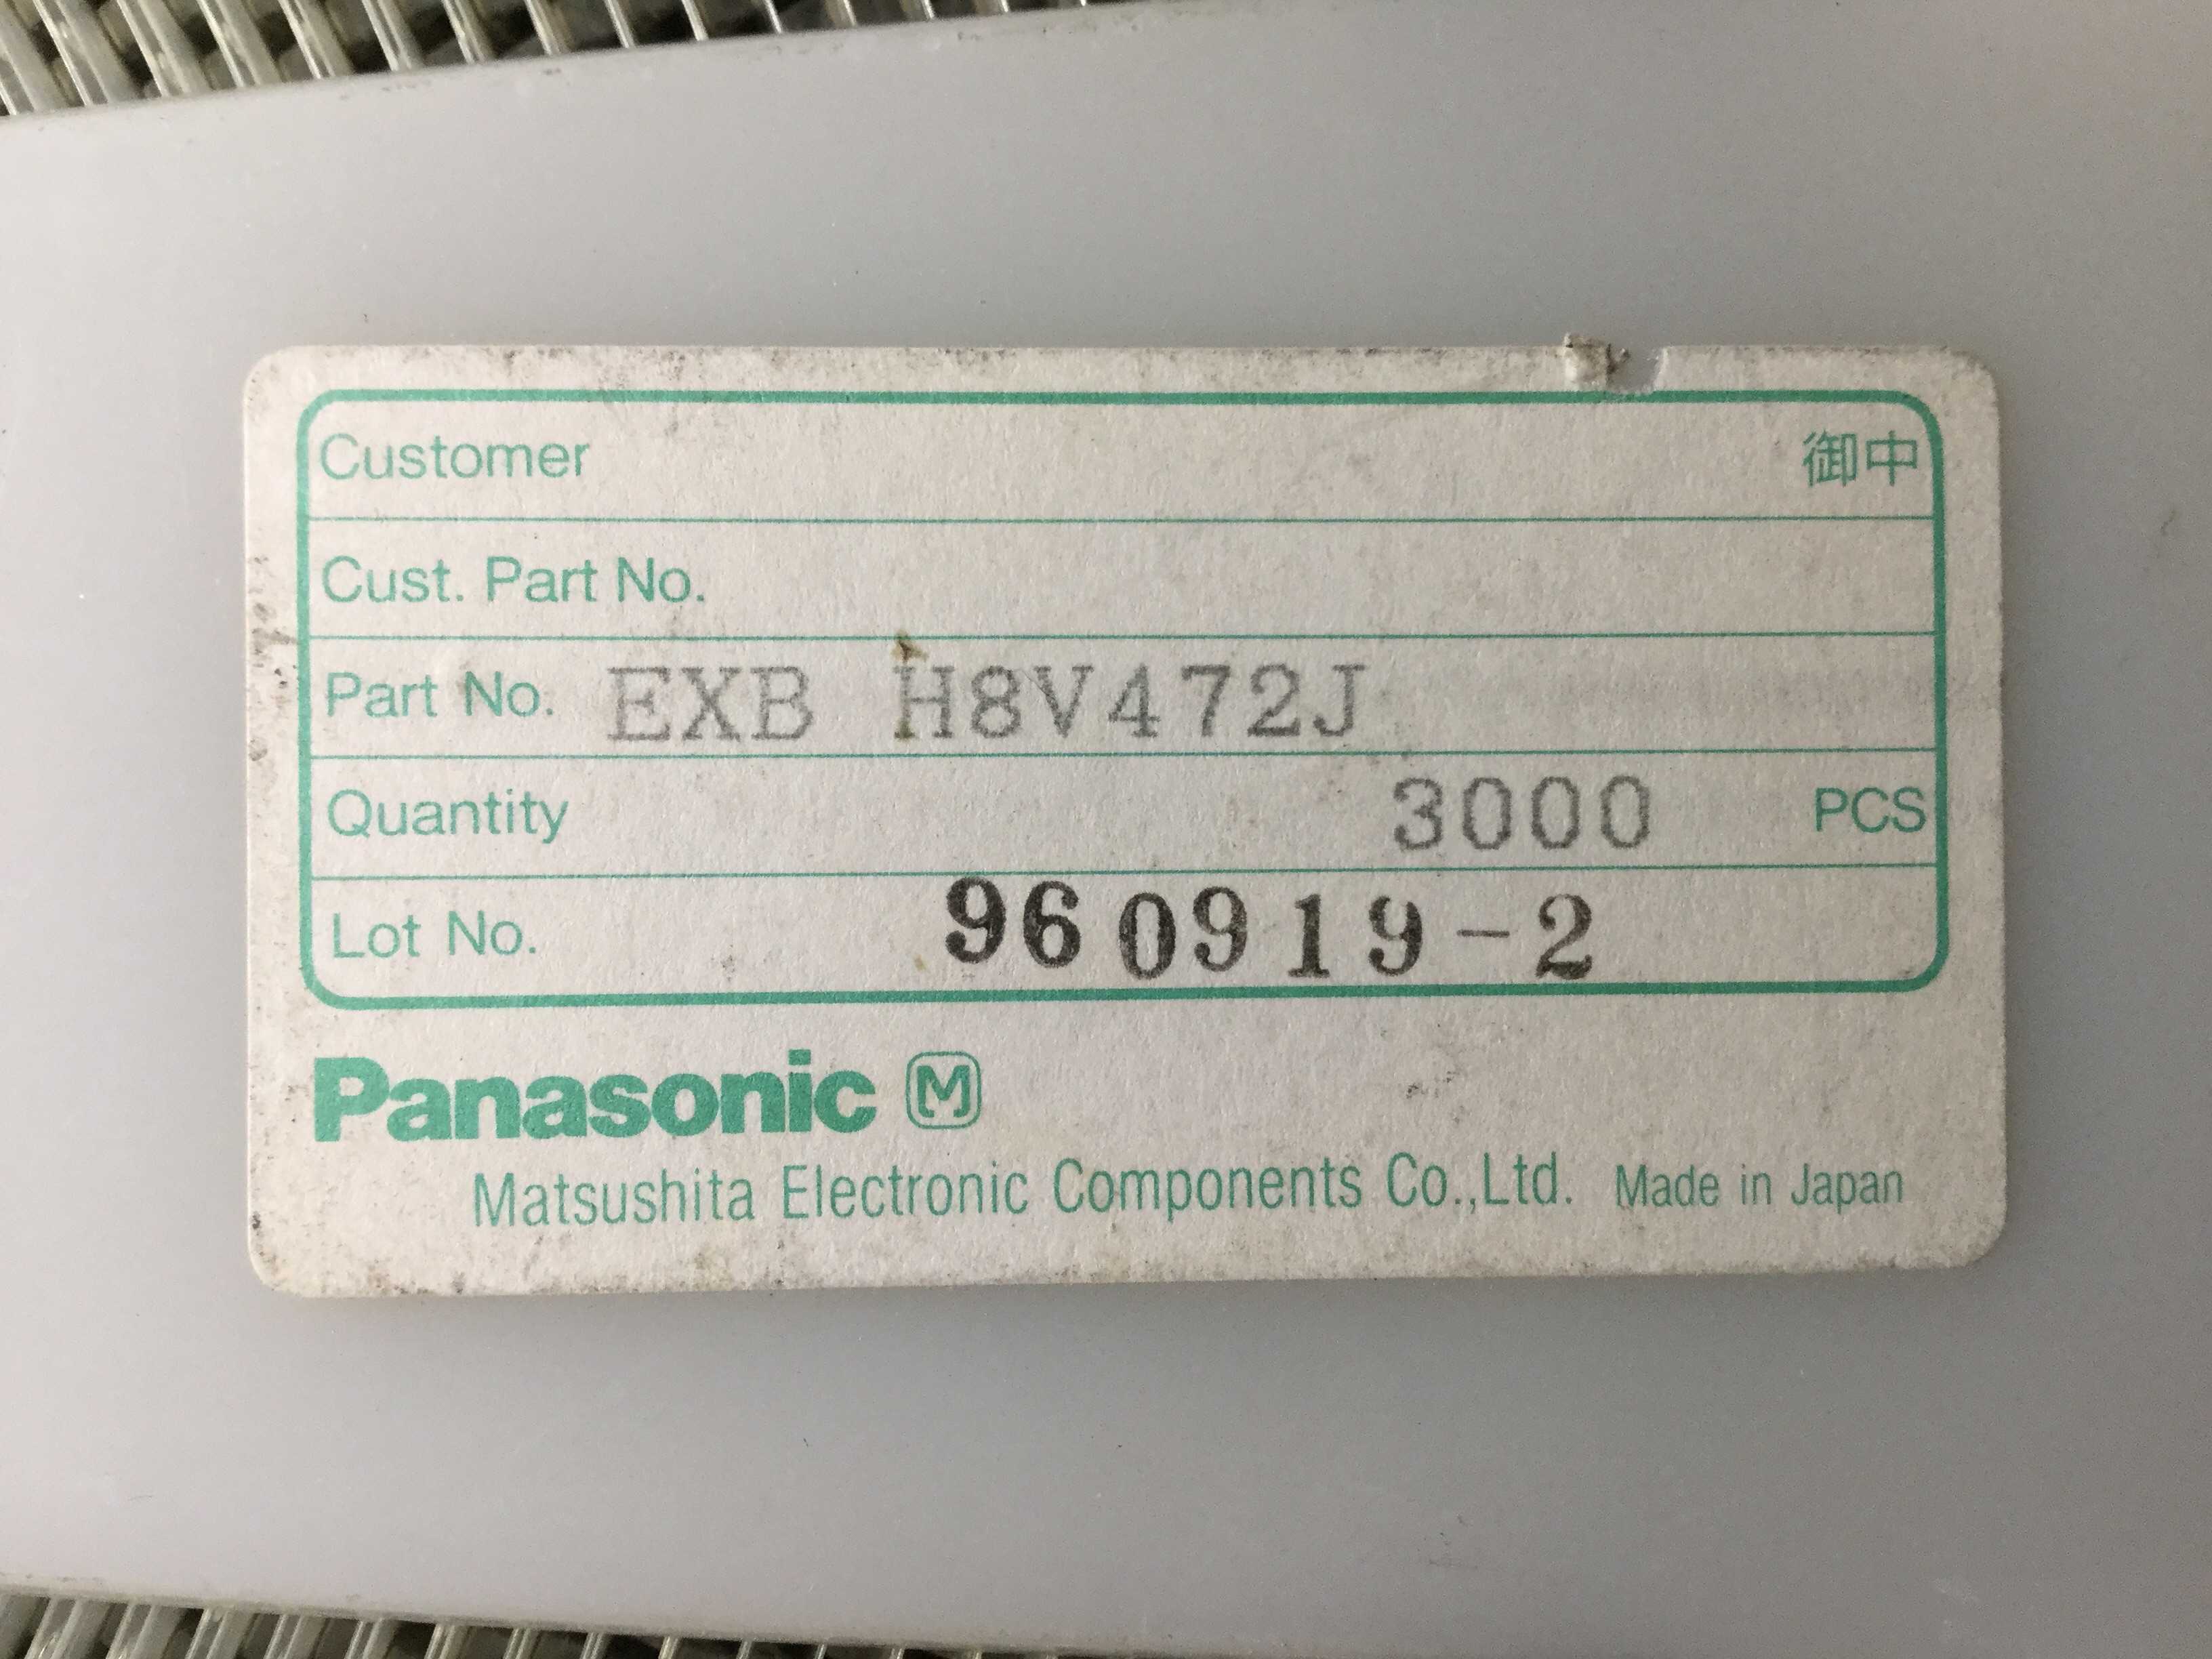 Customer 御中
Cust. Part No.
Part No. EXB H8V472J
Quantity 3000 PCS
Lot No. 960919-2
Panasonic M
Matsushita Electronic Components Co.,Ltd. Made in Japan